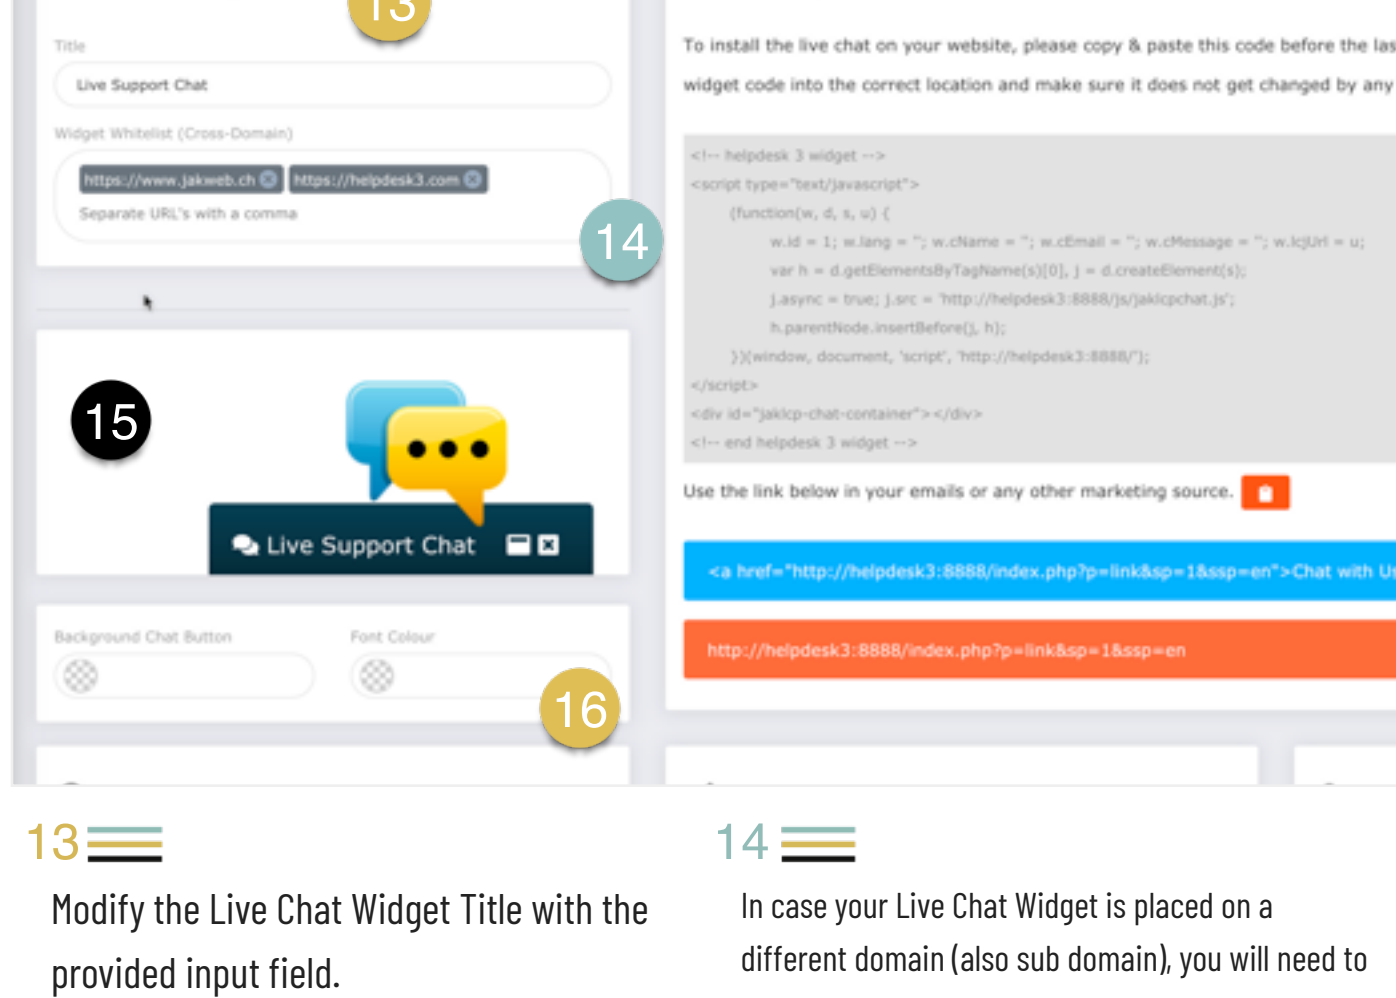 13
Title
Live Support Chat
Widget Whitelist (Cross-Domain)
https://www.jakweb.ch https://helpdesk3.com
Separate URL's with a comma
14
15
Live Support Chat
Background Chat Button Font Colour
16
To install the live chat on your website, please copy & paste this code before the las
widget code into the correct location and make sure it does not get changed by any
<!-- helpdesk 3 widget -->
<script type="text/javascript">
(function(w, d, s, u) {
w.id = 1; w.lang = ''; w.cName = ''; w.cEmail = ''; w.cMessage = ''; w.lcjUrl = u;
var h = d.getElementsByTagName(s)[0], j = d.createElement(s);
j.async = true; j.src = 'http://helpdesk3:8888/js/jaklcpchat.js';
h.parentNode.insertBefore(j, h);
})(window, document, 'script', 'http://helpdesk3:8888/');
</script>
<div id="jaklcp-chat-container"></div>
<!-- end helpdesk 3 widget -->
Use the link below in your emails or any other marketing source.
<a href="http://helpdesk3:8888/index.php?p=link&sp=1&ssp=en">Chat with Us
http://helpdesk3:8888/index.php?p=link&sp=1&ssp=en
13
Modify the Live Chat Widget Title with the
provided input field.
14
In case your Live Chat Widget is placed on a
different domain (also sub domain), you will need to